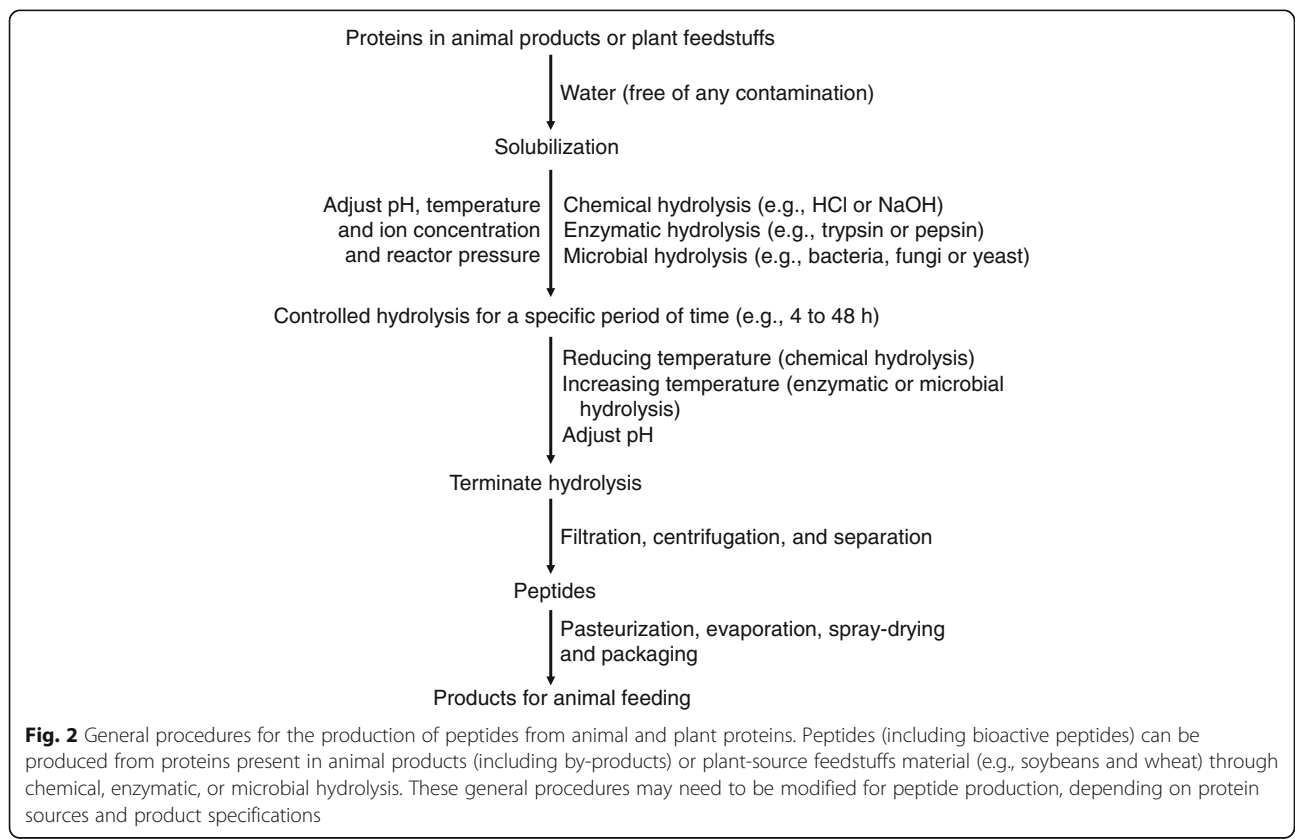 Proteins in animal products or plant feedstuffs
Water (free of any contamination)
Solubilization
Adjust pH, temperature
and ion concentration
and reactor pressure
Chemical hydrolysis (e.g., HCl or NaOH)
Enzymatic hydrolysis (e.g., trypsin or pepsin)
Microbial hydrolysis (e.g., bacteria, fungi or yeast)
Controlled hydrolysis for a specific period of time (e.g., 4 to 48 h)
Reducing temperature (chemical hydrolysis)
Increasing temperature (enzymatic or microbial
hydrolysis)
Adjust pH
Terminate hydrolysis
Filtration, centrifugation, and separation
Peptides
Pasteurization, evaporation, spray-drying
and packaging
Products for animal feeding
Fig. 2 General procedures for the production of peptides from animal and plant proteins. Peptides (including bioactive peptides) can be
produced from proteins present in animal products (including by-products) or plant-source feedstuffs material (e.g., soybeans and wheat) through
chemical, enzymatic, or microbial hydrolysis. These general procedures may need to be modified for peptide production, depending on protein
sources and product specifications